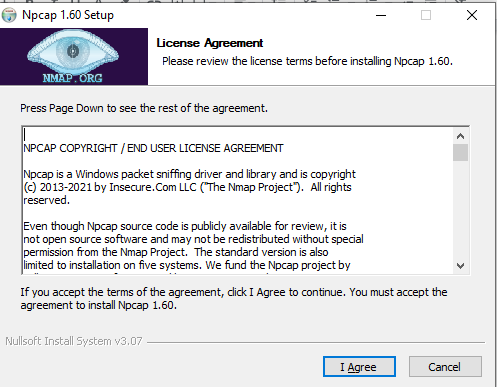 Npcap 1.60 Setup
NMAP.ORG
License Agreement
Please review the license terms before installing Npcap 1.60.
Press Page Down to see the rest of the agreement.
NPCAP COPYRIGHT / END USER LICENSE AGREEMENT
Npcap is a Windows packet sniffing driver and library and is copyright
(c) 2013-2021 by Insecure.Com LLC ("The Nmap Project").  All rights
reserved.
Even though Npcap source code is publicly available for review, it is
not open source software and may not be redistributed without special
permission from the Nmap Project.  The standard version is also
limited to installation on five systems. We fund the Npcap project by
If you accept the terms of the agreement, click I Agree to continue. You must accept the
agreement to install Npcap 1.60.
Nullsoft Install System v3.07
I Agree
Cancel